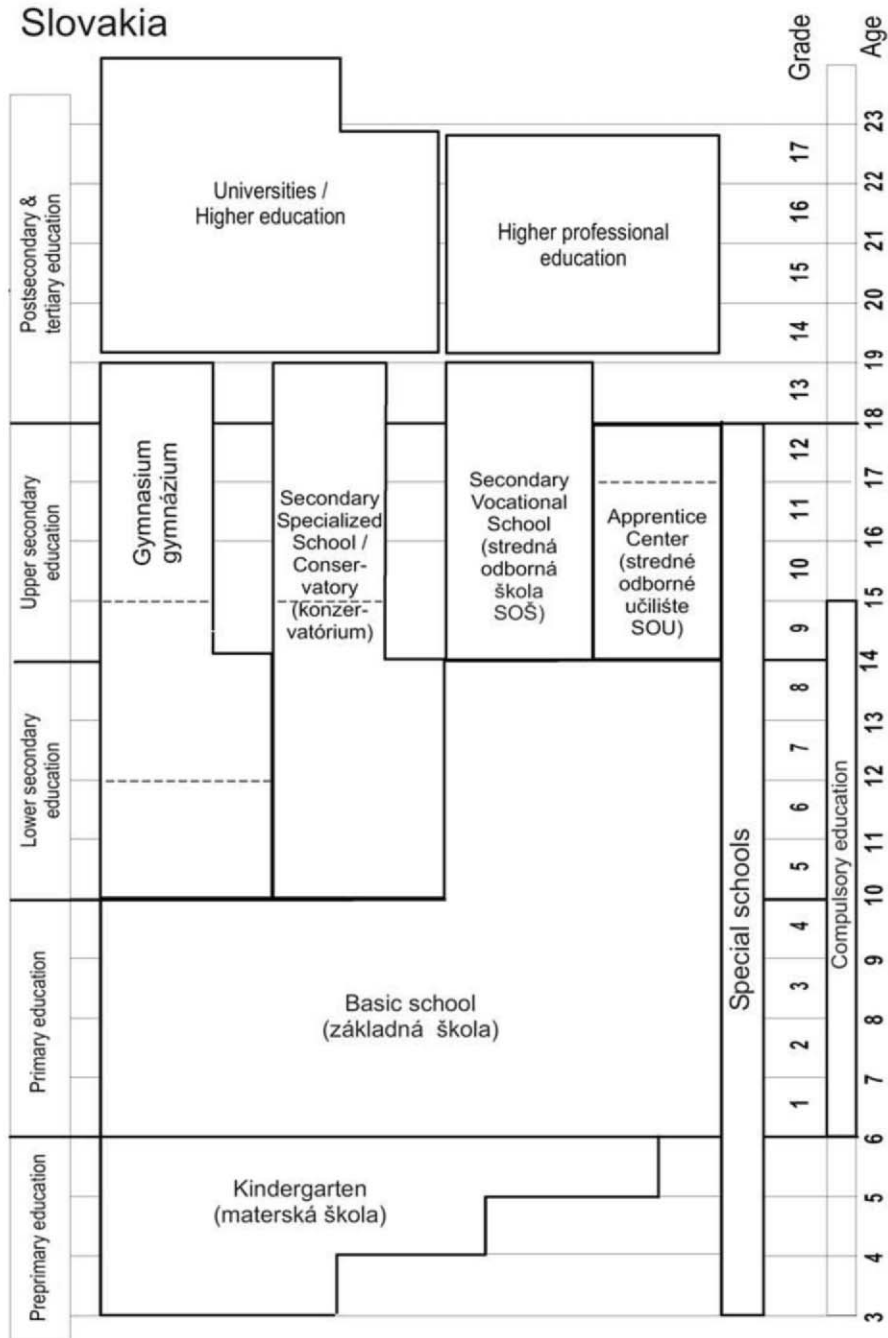 Slovakia
Grade
Age
Postsecondary &
tertiary education
Upper secondary
education
Lower secondary
education
Primary education
Preprimary education
Universities /
Higher education
Higher professional
education
Gymnasium
gymnázium
Secondary
Specialized
School /
Conser-
vatory
(konzer-
vatórium)
Secondary
Vocational
School
(stredná
odborná
škola
SOŠ)
Apprentice
Center
(stredné
odborné
učilište
SOU)
Basic school
(základná škola)
Kindergarten
(materská škola)
Special schools
17
16
15
14
13
12
11
10
9
8
7
6
5
4
3
2
1
Compulsory education
23
22
21
20
19
18
17
16
15
14
13
12
11
10
9
8
7
6
5
4
3